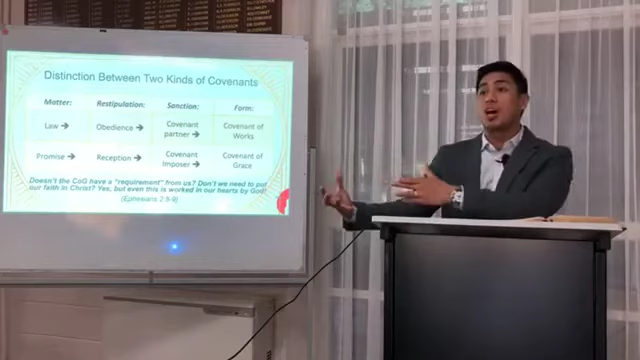 Distinction Between Two Kinds of Covenants
Matter: Restipulation: Sanction: Form:
Law ➔ Obedience ➔ Covenant partner ➔ Covenant of Works
Promise ➔ Reception ➔ Covenant Imposer ➔ Covenant of Grace
Doesn't the CoG have a "requirement" from us? Don't we need to put
our faith in Christ? Yes, but even this is worked in our hearts by God!
(Ephesians 2:8-9)